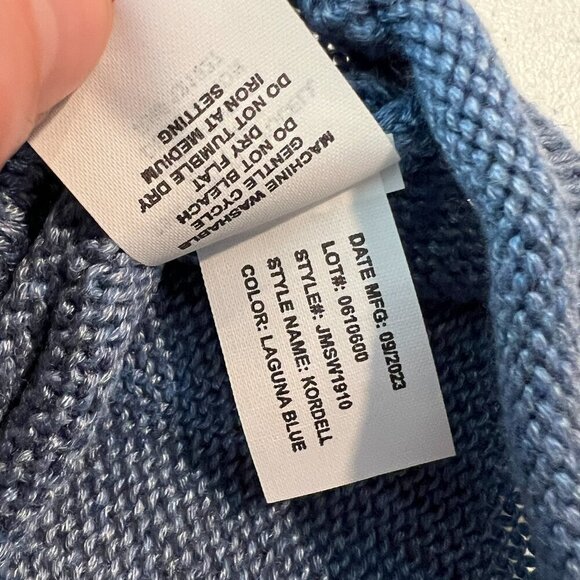 MACHINE WASHABLE
GENTLE CYCLE
DO NOT BLEACH
DRY FLAT
DO NOT TUMBLE DRY
IRON AT MEDIUM
SETTING
DATE MFG: 09/2023
LOT#: 0610600
STYLE#: JMSW1910
STYLE NAME: KORDELL
COLOR: LAGUNA BLUE